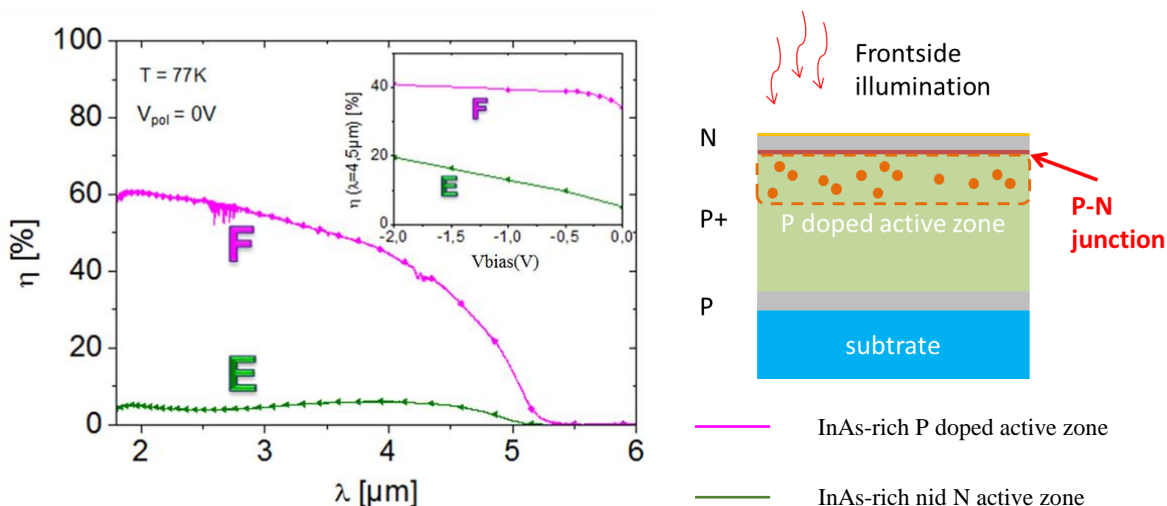 100
80
60
40
20
0
η [%]
T = 77K
Vpol = 0V
F
E
2
3
4
5
6
λ [µm]
η (λ=4,5µm) [%]
40
20
0
F
E
-2,0
-1,5
-1,0
-0,5
0,0
Vbias(V)
Frontside
illumination
N
P+
P
P doped active zone
subtrate
P-N
junction
InAs-rich P doped active zone
InAs-rich nid N active zone